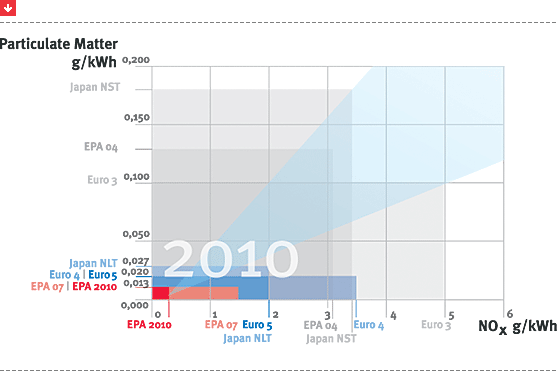 Particulate Matter
g/kWh
0,200
Japan NST
0,150
EPA 04
Euro 3
0,100
0,050
2010
Japan NLT
0,027
Euro 4 | Euro 5
0,020
EPA 07 | EPA 2010
0,013
0,000
0 1 2 3 4 5 6
NOx g/kWh
EPA 2010 EPA 07 Euro 5 EPA 04 Euro 4 Euro 3
Japan NLT Japan NST